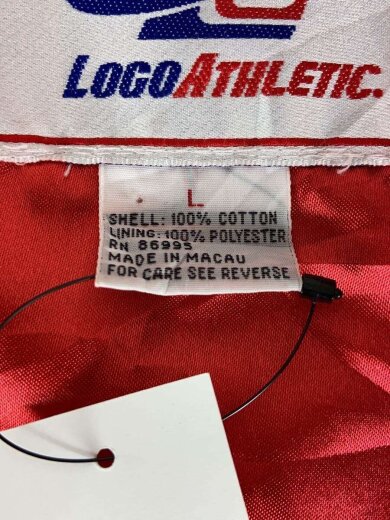 LOGOATHLETIC.
L
SHELL: 100% COTTON
LINING: 100% POLYESTER
RN 86995
MADE IN MACAU
FOR CARE SEE REVERSE